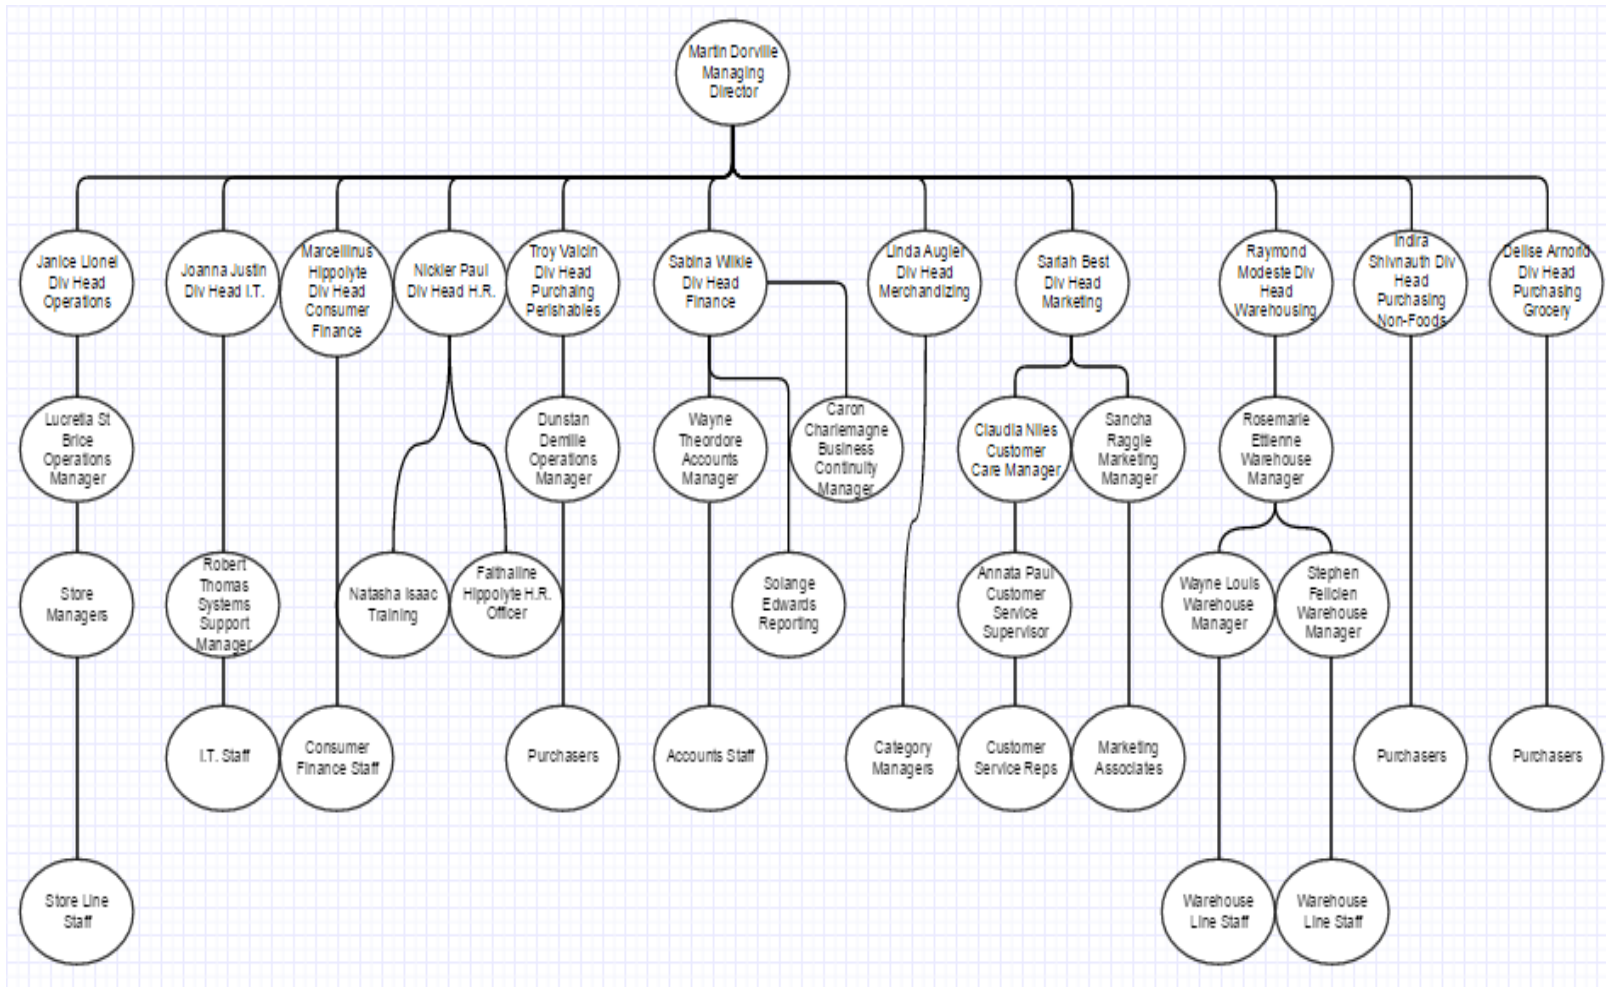 Martin Dorville
Managing
Director
Janice Lionel
Div Head
Operations
Joanna Justin
Div Head I.T.
Marcellinus
Hippolyte
Div Head
Consumer
Finance
Nickler Paul
Div Head H.R.
Troy Valcin
Div Head
Purchaing
Perishables
Sabina Wilkie
Div Head
Finance
Linda Augier
Div Head
Merchandizing
Sariah Best
Div Head
Marketing
Raymond
Modeste Div
Head
Warehousing
Indira
Shivnauth Div
Head
Purchasing
Non-Foods
Delise Arnorld
Div Head
Purchasing
Grocery
Lucretia St
Brice
Operations
Manager
Dunstan
Demille
Operations
Manager
Wayne
Theordore
Accounts
Manager
Caron
Charlemagne
Business
Continuity
Manager
Claudia Niles
Customer
Care Manager
Sancha
Raggie
Marketing
Manager
Rosemarie
Etienne
Warehouse
Manager
Store
Managers
Robert
Thomas
Systems
Support
Manager
Natasha Isaac
Training
Faithaline
Hippolyte H.R.
Officer
Solange
Edwards
Reporting
Annata Paul
Customer
Service
Supervisor
Wayne Louis
Warehouse
Manager
Stephen
Felicien
Warehouse
Manager
I.T. Staff
Consumer
Finance Staff
Purchasers
Accounts Staff
Category
Managers
Customer
Service Reps
Marketing
Associates
Purchasers
Purchasers
Store Line
Staff
Warehouse
Line Staff
Warehouse
Line Staff